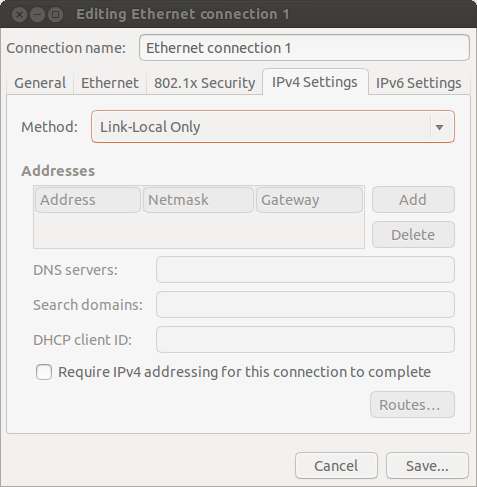 Editing Ethernet connection 1
Connection name: Ethernet connection 1
General Ethernet 802.1x Security IPv4 Settings IPv6 Settings
Method: Link-Local Only
Addresses
Address Netmask Gateway Add
Delete
DNS servers:
Search domains:
DHCP client ID:
Require IPv4 addressing for this connection to complete
Routes...
Cancel Save...